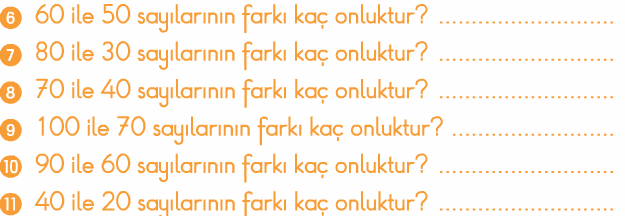 6 60 ile 50 sayılarının farkı kaç onluktur? ............................
7 80 ile 30 sayılarının farkı kaç onluktur? ............................
8 70 ile 40 sayılarının farkı kaç onluktur? ............................
9 100 ile 70 sayılarının farkı kaç onluktur? ..........................
10 90 ile 60 sayılarının farkı kaç onluktur? ............................
11 40 ile 20 sayılarının farkı kaç onluktur? ............................